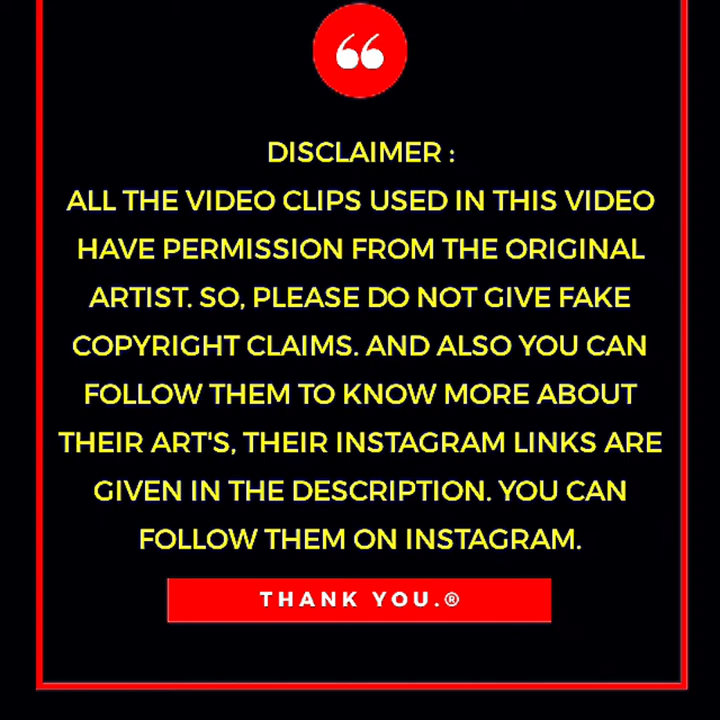 DISCLAIMER :
ALL THE VIDEO CLIPS USED IN THIS VIDEO
HAVE PERMISSION FROM THE ORIGINAL
ARTIST. SO, PLEASE DO NOT GIVE FAKE
COPYRIGHT CLAIMS. AND ALSO YOU CAN
FOLLOW THEM TO KNOW MORE ABOUT
THEIR ART'S, THEIR INSTAGRAM LINKS ARE
GIVEN IN THE DESCRIPTION. YOU CAN
FOLLOW THEM ON INSTAGRAM.
THANK YOU.®